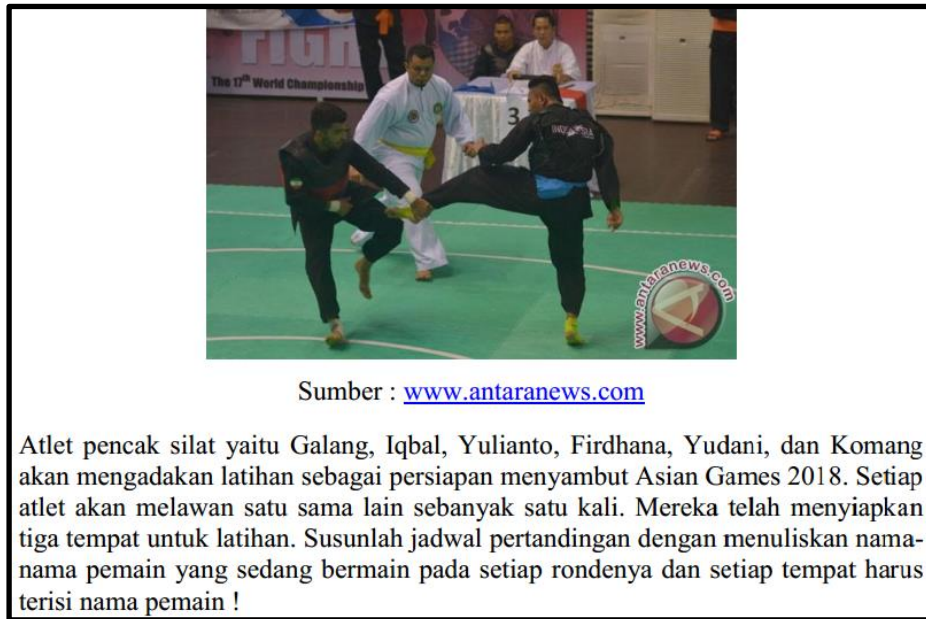 FIGH
The 17th World Championship
3
INDONESIA
www.antaranews.com
Sumber : www.antaranews.com
Atlet pencak silat yaitu Galang, Iqbal, Yulianto, Firdhana, Yudani, dan Komang
akan mengadakan latihan sebagai persiapan menyambut Asian Games 2018. Setiap
atlet akan melawan satu sama lain sebanyak satu kali. Mereka telah menyiapkan
tiga tempat untuk latihan. Susunlah jadwal pertandingan dengan menuliskan nama-
nama pemain yang sedang bermain pada setiap rondenya dan setiap tempat harus
terisi nama pemain !